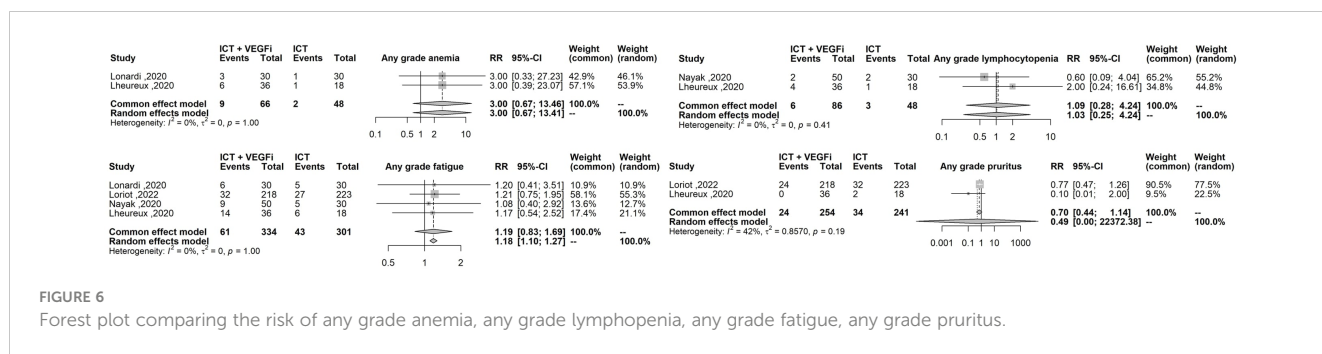 ICT + VEGFi ICT Weight Weight
Study Events Total Events Total Any grade anemia RR 95%-CI (common) (random)
Lonardi ,2020 3 30 1 30 3.00 [0.33; 27.23] 42.9% 46.1%
Lheureux ,2020 6 36 1 18 3.00 [0.39; 23.07] 57.1% 53.9%
Common effect model 9 66 2 48 3.00 [0.67; 13.46] 100.0% --
Random effects model 3.00 [0.67; 13.41] -- 100.0%
Heterogeneity: I² = 0%, τ² = 0, p = 1.00
0.1 0.5 1 2 10
ICT + VEGFi ICT Weight Weight
Study Events Total Events Total Any grade lymphocytopenia RR 95%-CI (common) (random)
Nayak, 2020 2 50 2 30 0.60 [0.09; 4.04] 65.2% 55.2%
Lheureux ,2020 4 36 1 18 2.00 [0.24; 16.61] 34.8% 44.8%
Common effect model 6 86 3 48 1.09 [0.28; 4.24] 100.0% --
Random effects model 1.03 [0.25; 4.24] -- 100.0%
Heterogeneity: I² = 0%, τ² = 0, p = 0.41
0.1 0.5 1 2 10
ICT + VEGFi ICT Weight Weight
Study Events Total Events Total Any grade fatigue RR 95%-CI (common) (random)
Lonardi ,2020 6 30 5 30 1.20 [0.41; 3.51] 10.9% 10.9%
Loriot ,2022 32 218 27 223 1.21 [0.75; 1.95] 58.1% 55.3%
Nayak ,2020 9 50 5 30 1.08 [0.40; 2.92] 13.6% 12.7%
Lheureux ,2020 14 36 6 18 1.17 [0.54; 2.52] 17.4% 21.1%
Common effect model 61 334 43 301 1.19 [0.83; 1.69] 100.0% --
Random effects model 1.18 [1.10; 1.27] -- 100.0%
Heterogeneity: I² = 0%, τ² = 0, p = 1.00
0.5 1 2
ICT + VEGFi ICT Weight Weight
Study Events Total Events Total Any grade pruritus RR 95%-CI (common) (random)
Loriot ,2022 24 218 32 223 0.77 [0.47; 1.26] 90.5% 77.5%
Lheureux ,2020 0 36 2 18 0.10 [0.01; 2.00] 9.5% 22.5%
Common effect model 24 254 34 241 0.70 [0.44; 1.14] 100.0% --
Random effects model 0.49 [0.00; 22372.38] -- 100.0%
Heterogeneity: I² = 42%, τ² = 0.8570, p = 0.19
0.001 0.1 1 10 1000
FIGURE 6
Forest plot comparing the risk of any grade anemia, any grade lymphopenia, any grade fatigue, any grade pruritus.